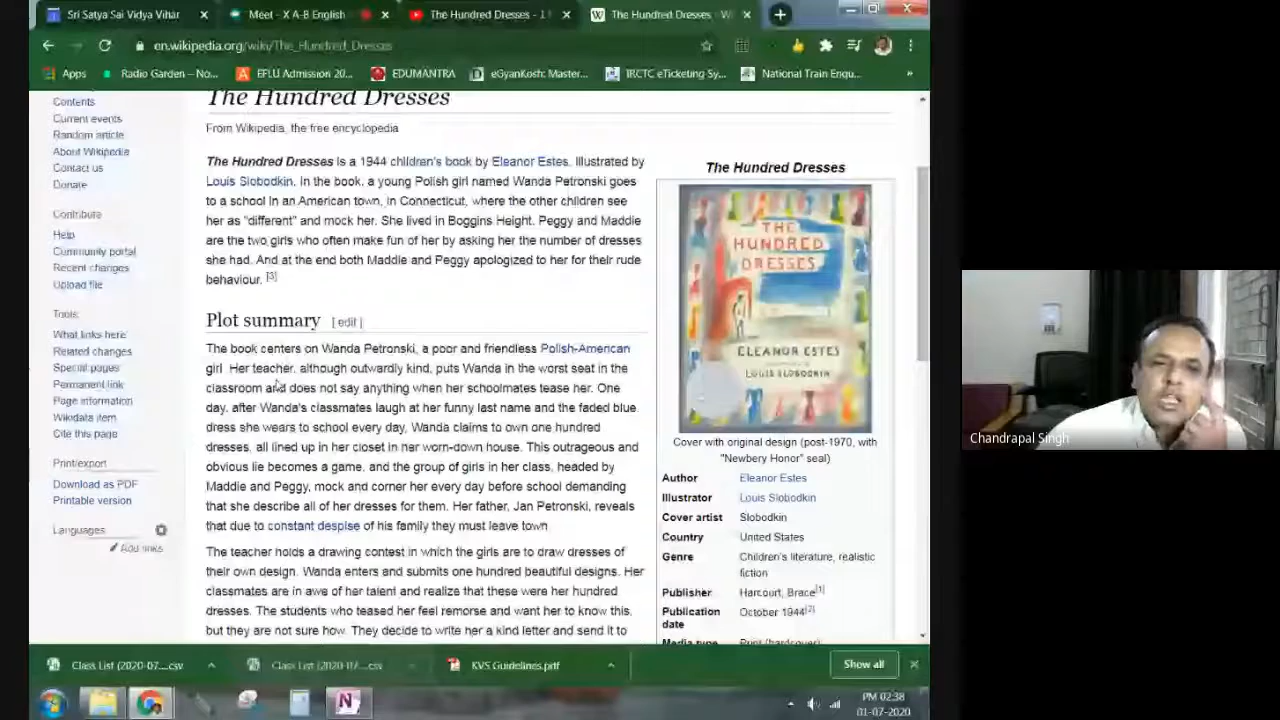 Sri Satya Sai Vidya Vihar
Meet - X A-B English
The Hundred Dresses - 1
The Hundred Dresses - W
en.wikipedia.org/wiki/The_Hundred_Dresses
Apps
Radio Garden – No...
EFLU Admission 20...
EDUMANTRA
eGyanKosh: Master...
IRCTC eTicketing Sy...
National Train Enqu...
»
Contents
Current events
Random article
About Wikipedia
Contact us
Donate
Contribute
Help
Community portal
Recent changes
Upload file
Tools
What links here
Related changes
Special pages
Permanent link
Page information
Wikidata item
Cite this page
Print/export
Download as PDF
Printable version
Languages
Add links
The Hundred Dresses
From Wikipedia, the free encyclopedia
The Hundred Dresses is a 1944 children's book by Eleanor Estes, illustrated by
Louis Slobodkin. In the book, a young Polish girl named Wanda Petronski goes
to a school in an American town, in Connecticut, where the other children see
her as "different" and mock her. She lived in Boggins Height. Peggy and Maddie
are the two girls who often make fun of her by asking her the number of dresses
she had. And at the end both Maddie and Peggy apologized to her for their rude
behaviour. [3]
Plot summary [ edit ]
The book centers on Wanda Petronski, a poor and friendless Polish-American
girl. Her teacher, although outwardly kind, puts Wanda in the worst seat in the
classroom and does not say anything when her schoolmates tease her. One
day, after Wanda's classmates laugh at her funny last name and the faded blue
dress she wears to school every day, Wanda claims to own one hundred
dresses, all lined up in her closet in her worn-down house. This outrageous and
obvious lie becomes a game, and the group of girls in her class, headed by
Maddie and Peggy, mock and corner her every day before school demanding
that she describe all of her dresses for them. Her father, Jan Petronski, reveals
that due to constant despise of his family they must leave town
The teacher holds a drawing contest in which the girls are to draw dresses of
their own design. Wanda enters and submits one hundred beautiful designs. Her
classmates are in awe of her talent and realize that these were her hundred
dresses. The students who teased her feel remorse and want her to know this,
but they are not sure how. They decide to write her a kind letter and send it to
The Hundred Dresses
THE
HUNDRED
DRESSES
ELEANOR ESTES
LOUIS SLOBODKIN
Cover with original design (post-1970, with
"Newbery Honor" seal)
Author Eleanor Estes
Illustrator Louis Slobodkin
Cover artist Slobodkin
Country United States
Genre Children's literature, realistic
fiction
Publisher Harcourt, Brace[1]
Publication October 1944[2]
date
Media type Print (hardcover)
Chandrapal Singh
Class List (2020-07....csv
Class List (2020-07....csv
KVS Guidelines.pdf
Show all
PM 02:38
01-07-2020